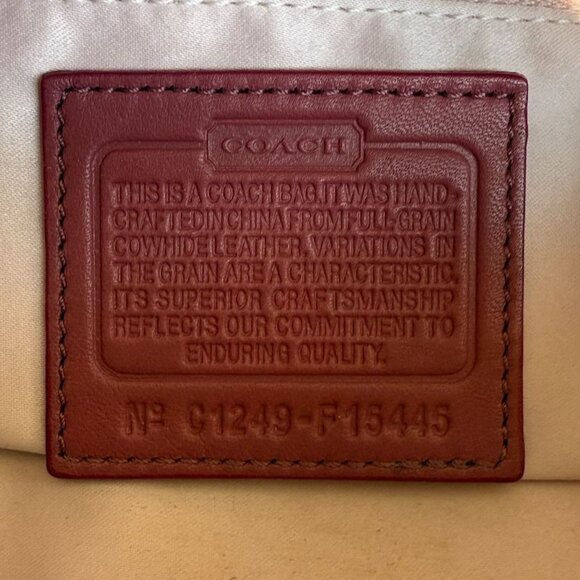 COACH
THIS IS A COACH BAG. IT WAS HAND-
CRAFTED IN CHINA FROM FULL-GRAIN
COWHIDE LEATHER. VARIATIONS IN
THE GRAIN ARE A CHARACTERISTIC.
ITS SUPERIOR CRAFTSMANSHIP
REFLECTS OUR COMMITMENT TO
ENDURING QUALITY.
Nº C1249-F15445